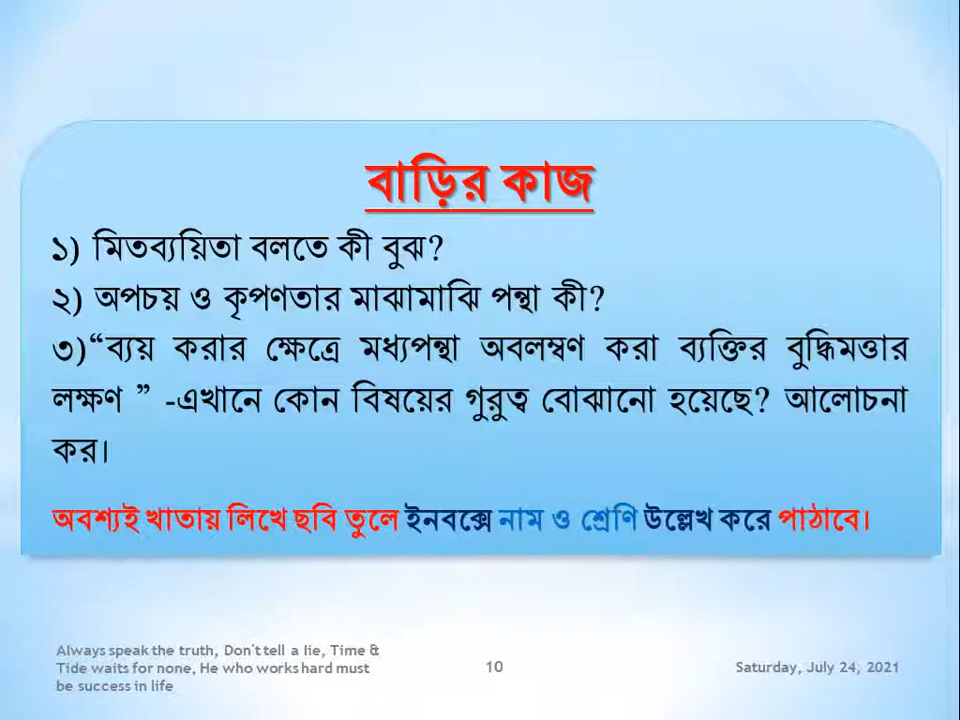 বাড়ির কাজ
১) মিতব্যয়িতা বলতে কী বুঝ?
২) অপচয় ও কৃপণতার মাঝামাঝি পন্থা কী?
৩)“ব্যয় করার ক্ষেত্রে মধ্যপন্থা অবলম্বণ করা ব্যক্তির বুদ্ধিমত্তার
লক্ষণ ” -এখানে কোন বিষয়ের গুরুত্ব বোঝানো হয়েছে? আলোচনা
কর।
অবশ্যই খাতায় লিখে ছবি তুলে ইনবক্সে নাম ও শ্রেণি উল্লেখ করে পাঠাবে।
Always speak the truth, Don't tell a lie, Time &
Tide waits for none, He who works hard must
be success in life
10
Saturday, July 24, 2021